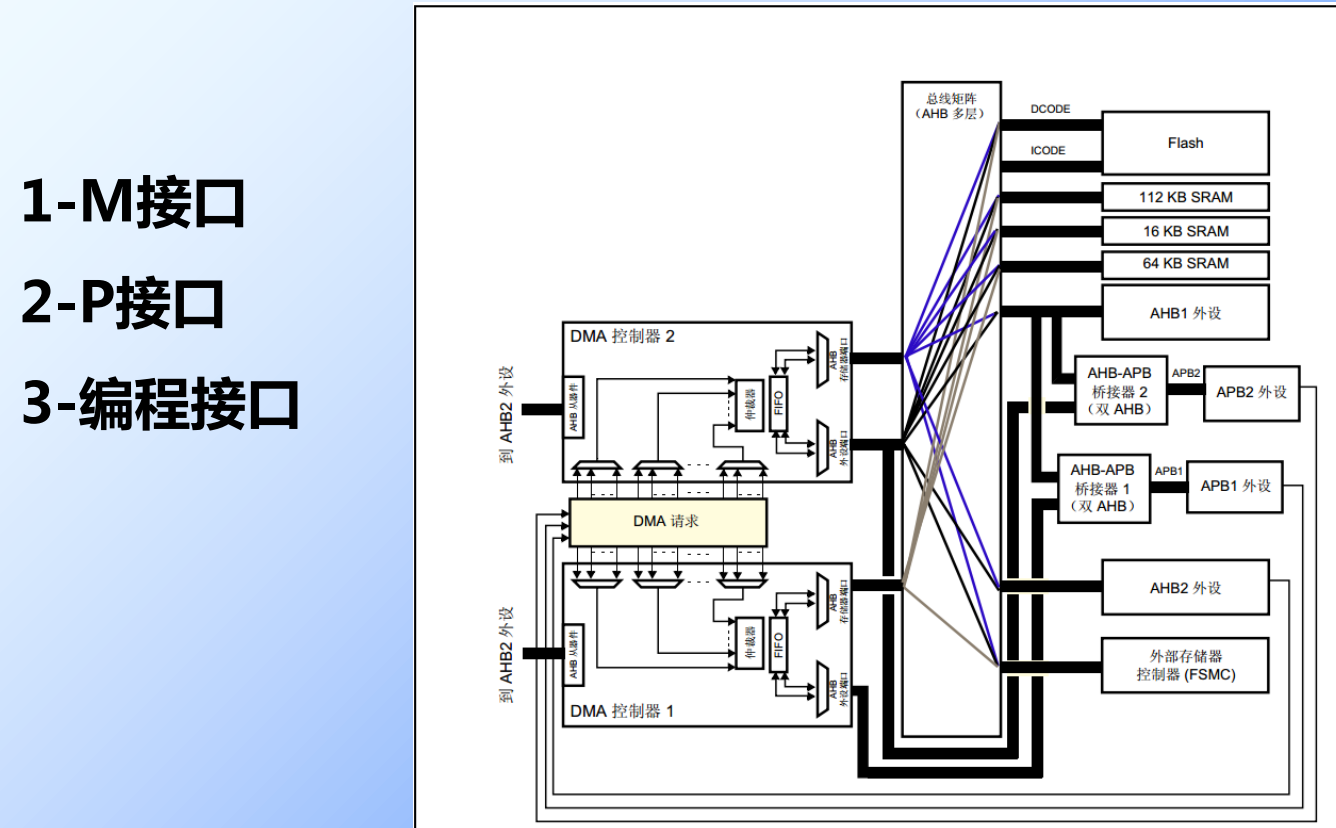 1-M接口
2-P接口
3-编程接口
总线矩阵
（AHB 多层）
DCODE
Flash
ICODE
112 KB SRAM
16 KB SRAM
64 KB SRAM
AHB1 外设
DMA 控制器 2
AHB
存储器端口
到 AHB2 外设
AHB 从器件
仲裁器
FIFO
AHB
外设端口
AHB-APB
桥接器 2
（双 AHB）
APB2
APB2 外设
AHB-APB
桥接器 1
（双 AHB）
APB1
APB1 外设
DMA 请求
AHB
存储器端口
到 AHB2 外设
AHB 从器件
仲裁器
FIFO
AHB
外设端口
DMA 控制器 1
AHB2 外设
外部存储器
控制器 (FSMC)